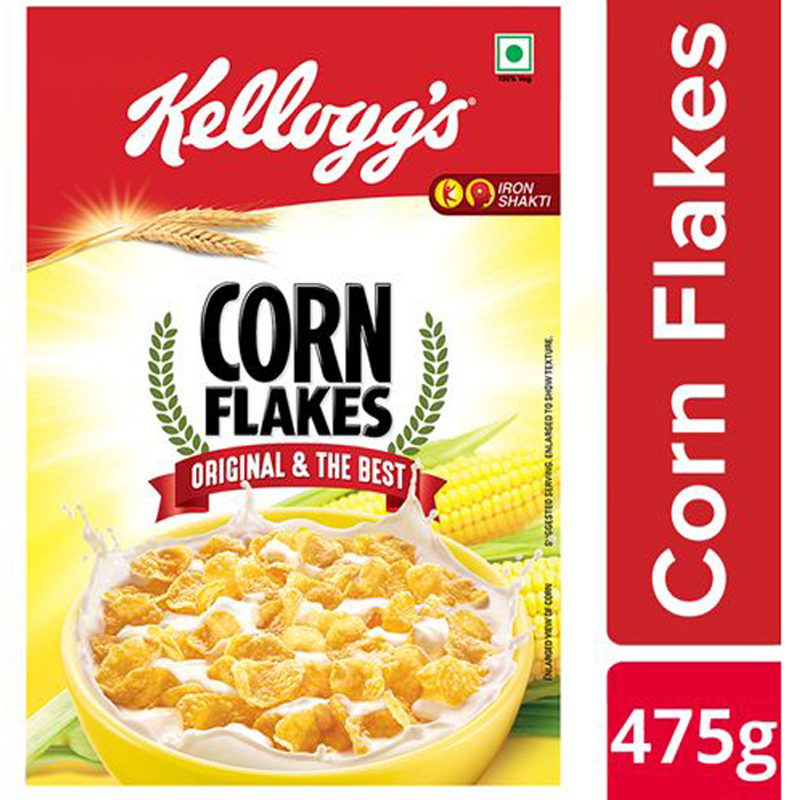 Kellogg's®
100% Veg
IRON
SHAKTI
CORN
FLAKES
ORIGINAL & THE BEST
SUGGESTED SERVING. ENLARGED TO SHOW TEXTURE.
ENLARGED VIEW OF CORN
Corn Flakes
475g